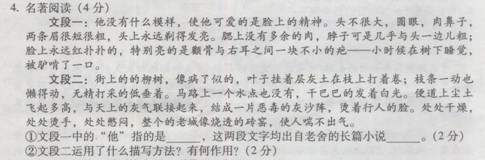 4. 名著阅读（4 分）
文段一：他没有什么模样，使他可爱的是脸上的精神。头不很大，圆眼，肉鼻子，
两条眉很短很粗，头上永远剃得发亮。腮上没有多余的肉，脖子可是几乎与头一边儿粗；
脸上永远红扑扑的，特别亮的是颧骨与右耳之间一块不小的疤——小时候在树下睡觉，
被驴啃了一口。
文段二：街上的的柳树，像病了似的，叶子挂着层灰土在枝上打着卷；枝条一动也
懒得动，无精打采的低垂着。马路上一个水点也没有，干巴巴的发着白光。便道上尘土
飞起多高，与天上的灰气联接起来，结成一片恶毒的灰沙阵，烫着行人的脸。处处干燥，
处处烫手，处处憋闷，整个的老城像烧透的砖窑，使人喘不出气。
①文段一中的“他”指的是______，这两段文字均出自老舍的长篇小说______。（2 分）
②文段二运用了什么描写方法？有何作用？（2 分）